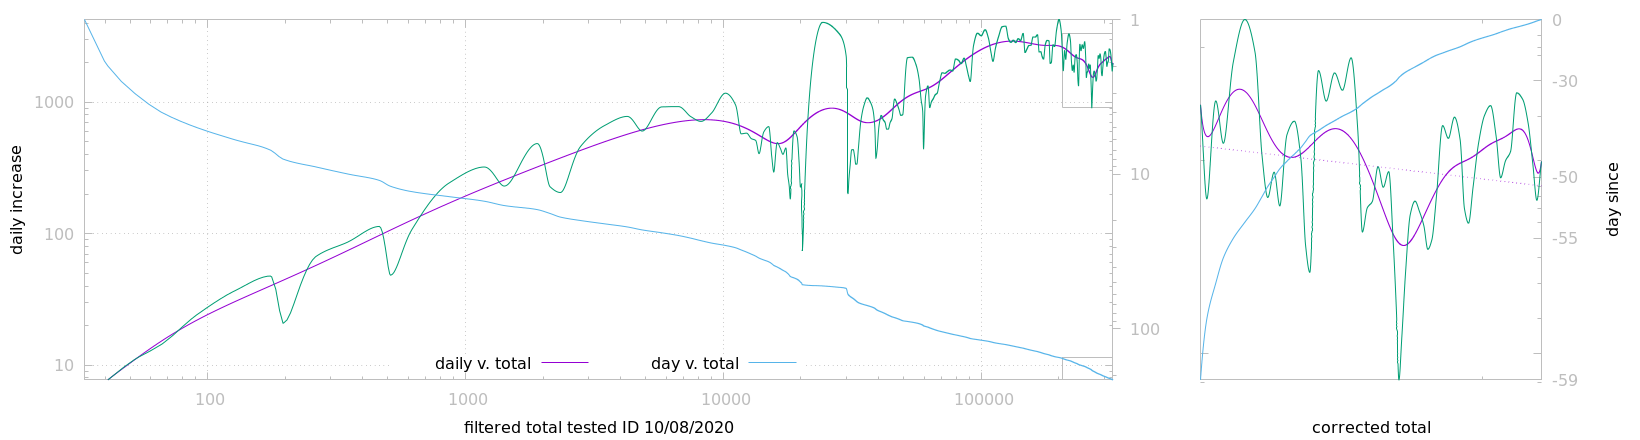 daily increase
1000
100
10
100
1000
10000
100000
1
10
100
daily v. total
day v. total
filtered total tested ID 10/08/2020
0
-30
-50
-55
-59
day since
corrected total